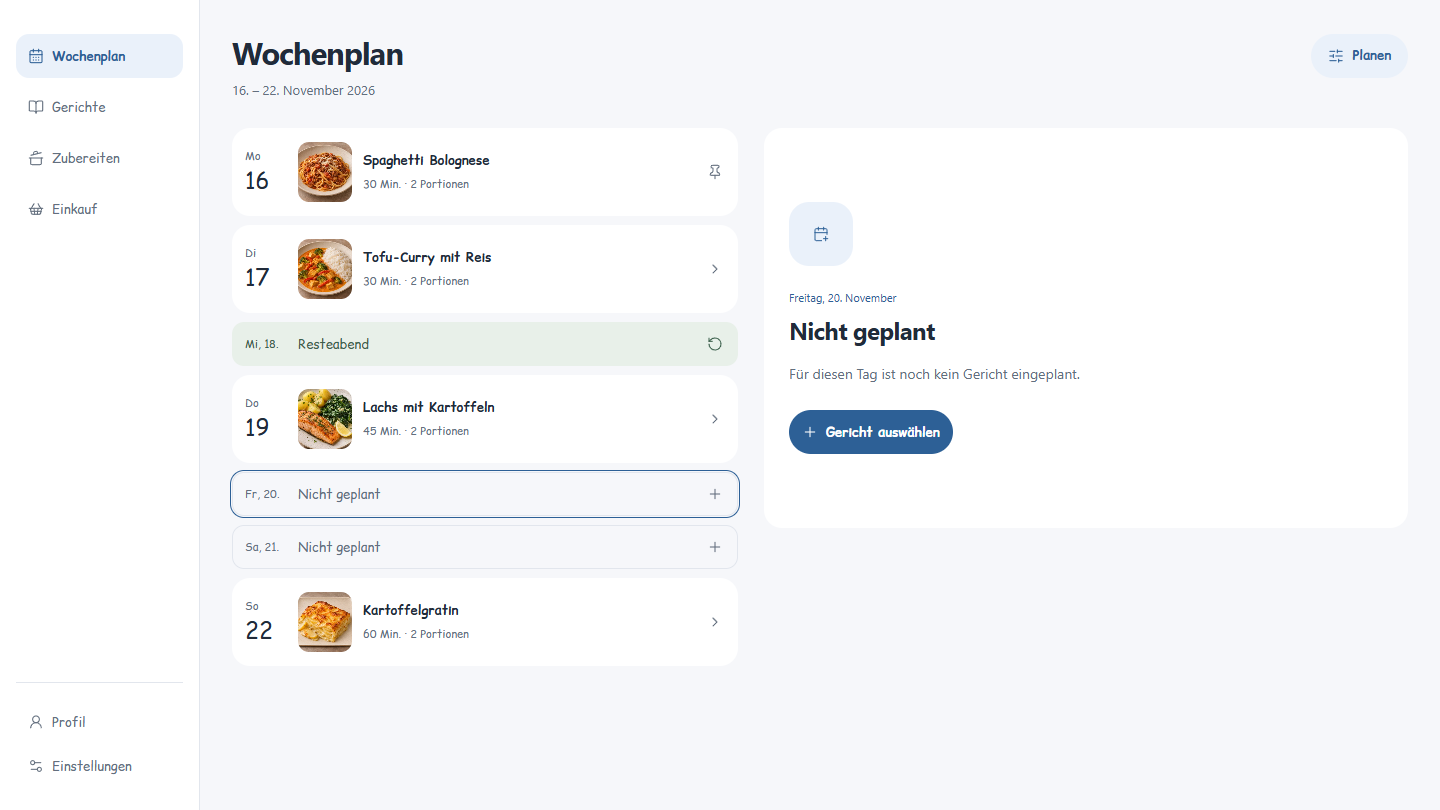 Wochenplan
Gerichte
Zubereiten
Einkauf
Profil
Einstellungen
Wochenplan
16. – 22. November 2026
Planen
Mo
16
Spaghetti Bolognese
30 Min. · 2 Portionen
Di
17
Tofu-Curry mit Reis
30 Min. · 2 Portionen
Mi, 18.
Resteabend
Do
19
Lachs mit Kartoffeln
45 Min. · 2 Portionen
Fr, 20.
Nicht geplant
Sa, 21.
Nicht geplant
So
22
Kartoffelgratin
60 Min. · 2 Portionen
Freitag, 20. November
Nicht geplant
Für diesen Tag ist noch kein Gericht eingeplant.
Gericht auswählen